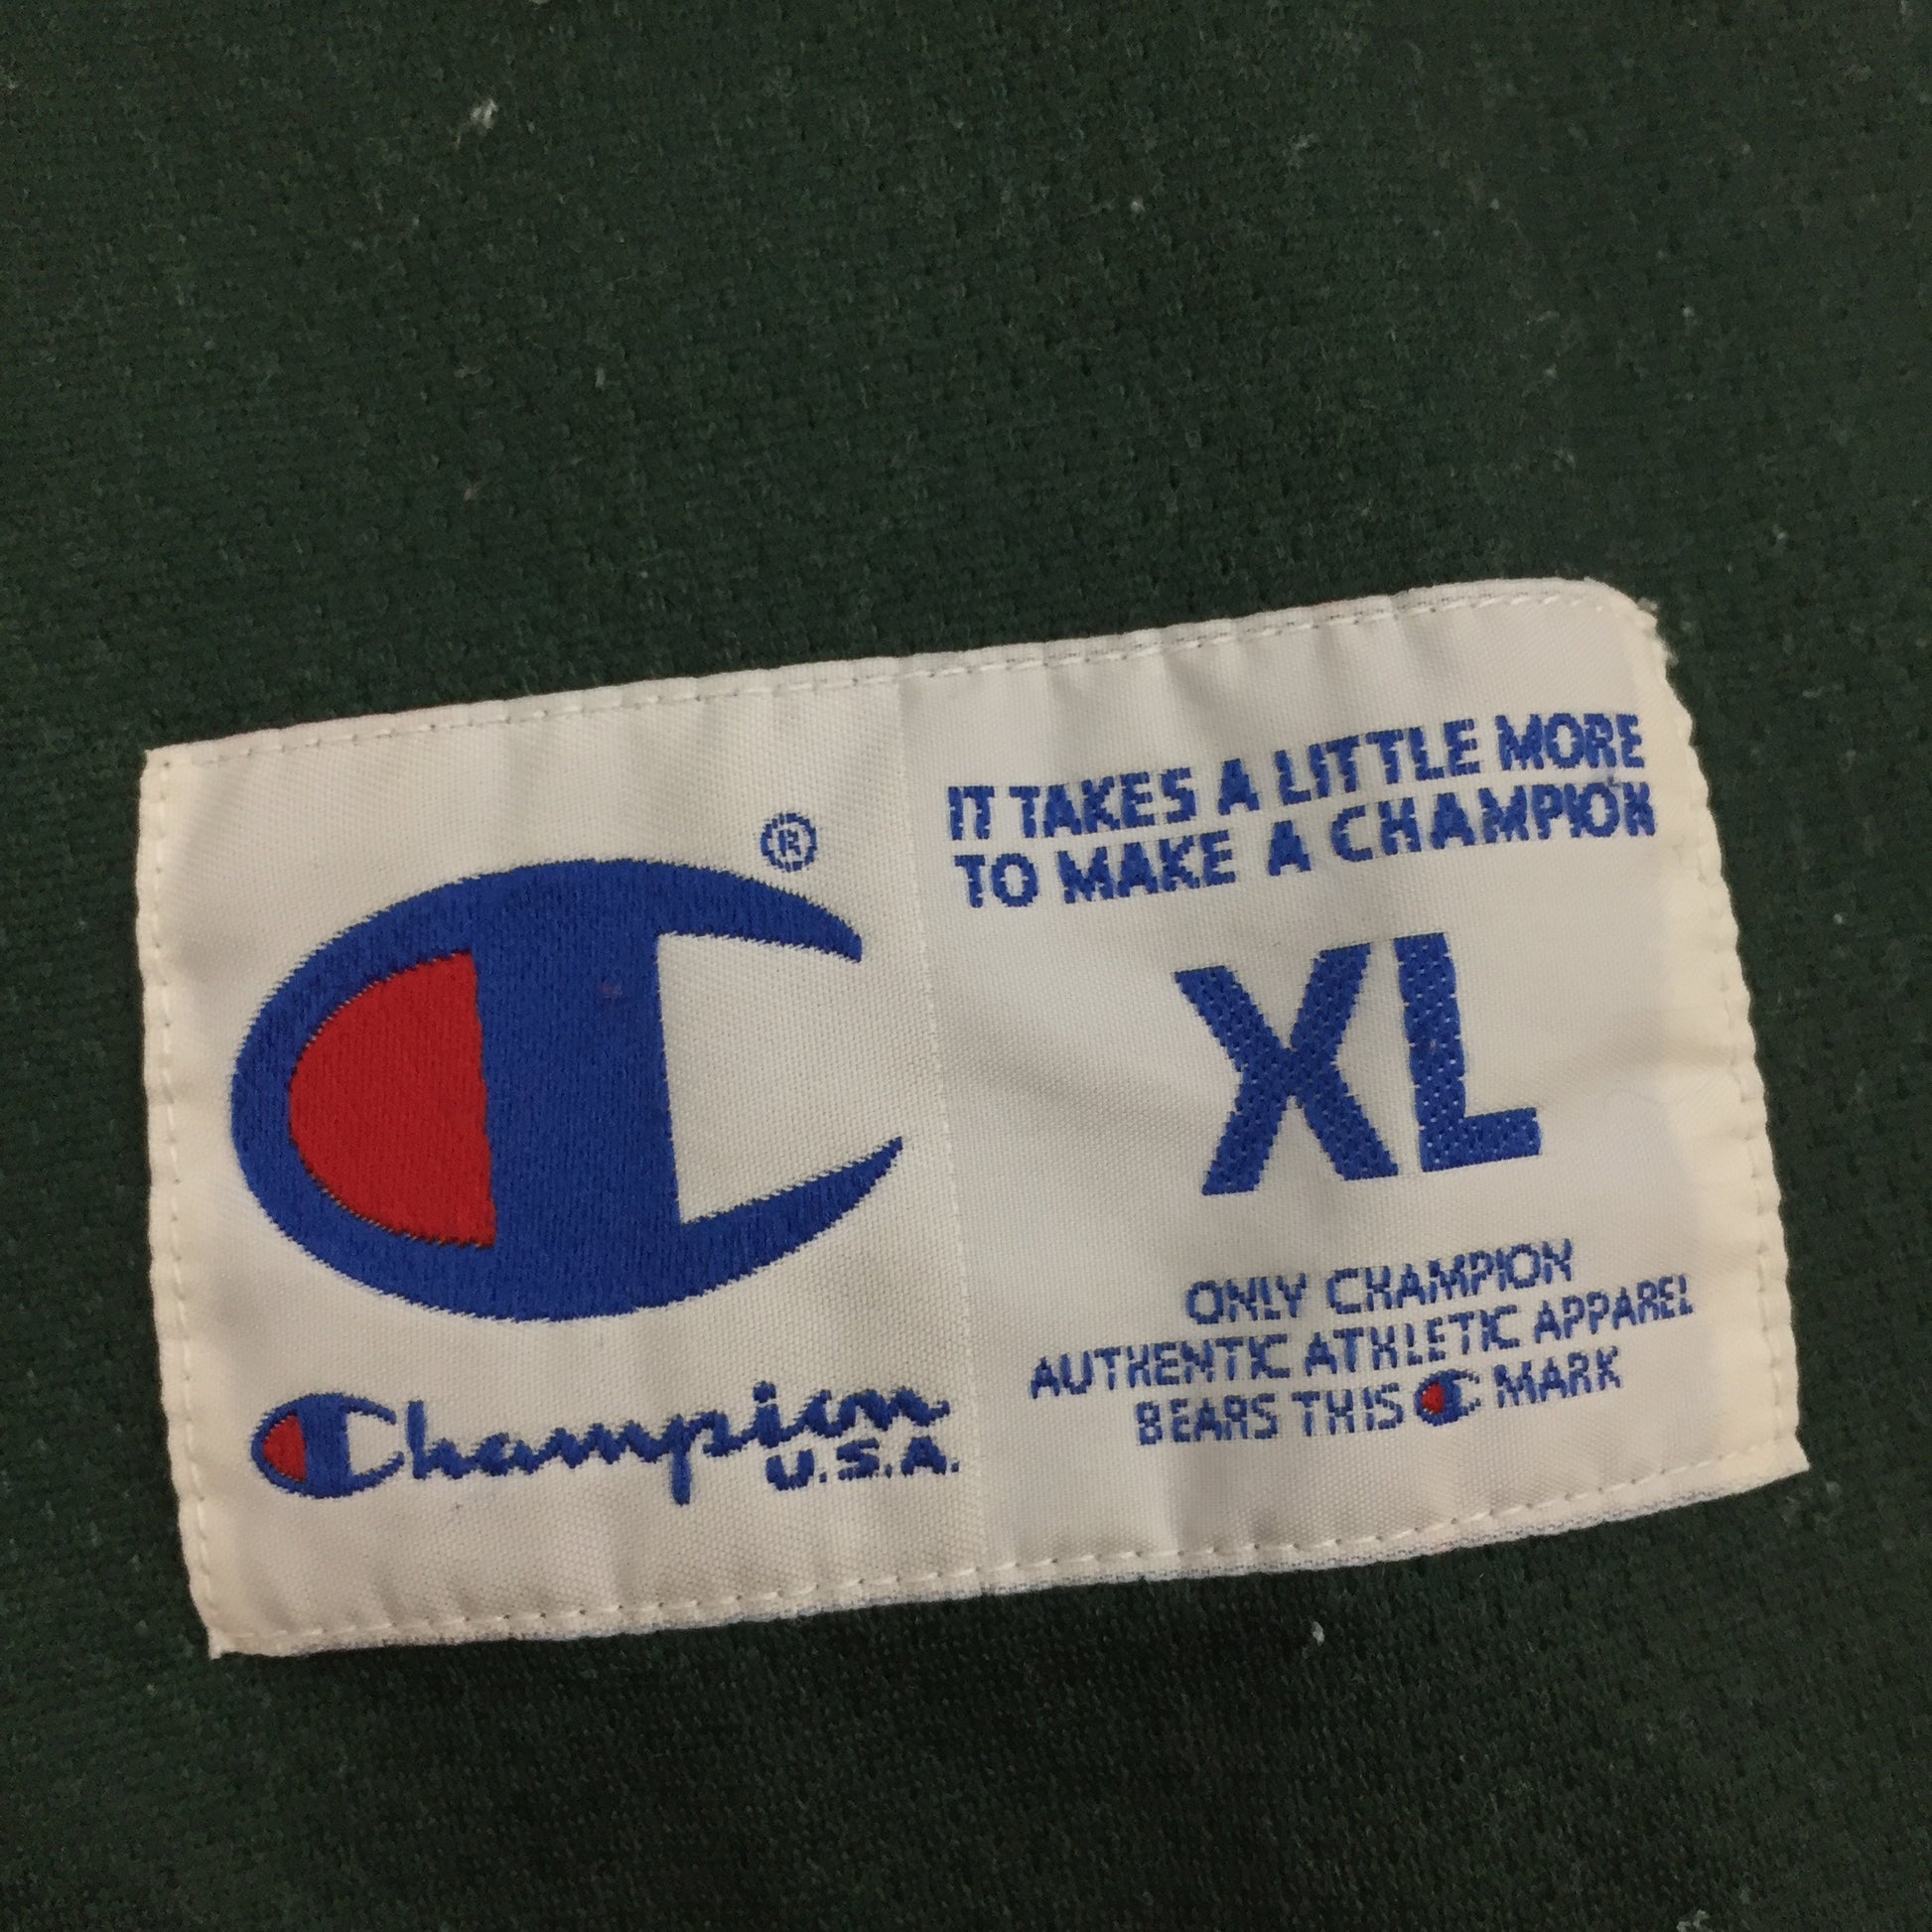 ®
Champion
U.S.A.
IT TAKES A LITTLE MORE
TO MAKE A CHAMPION
XL
ONLY CHAMPION
AUTHENTIC ATHLETIC APPAREL
BEARS THIS C MARK